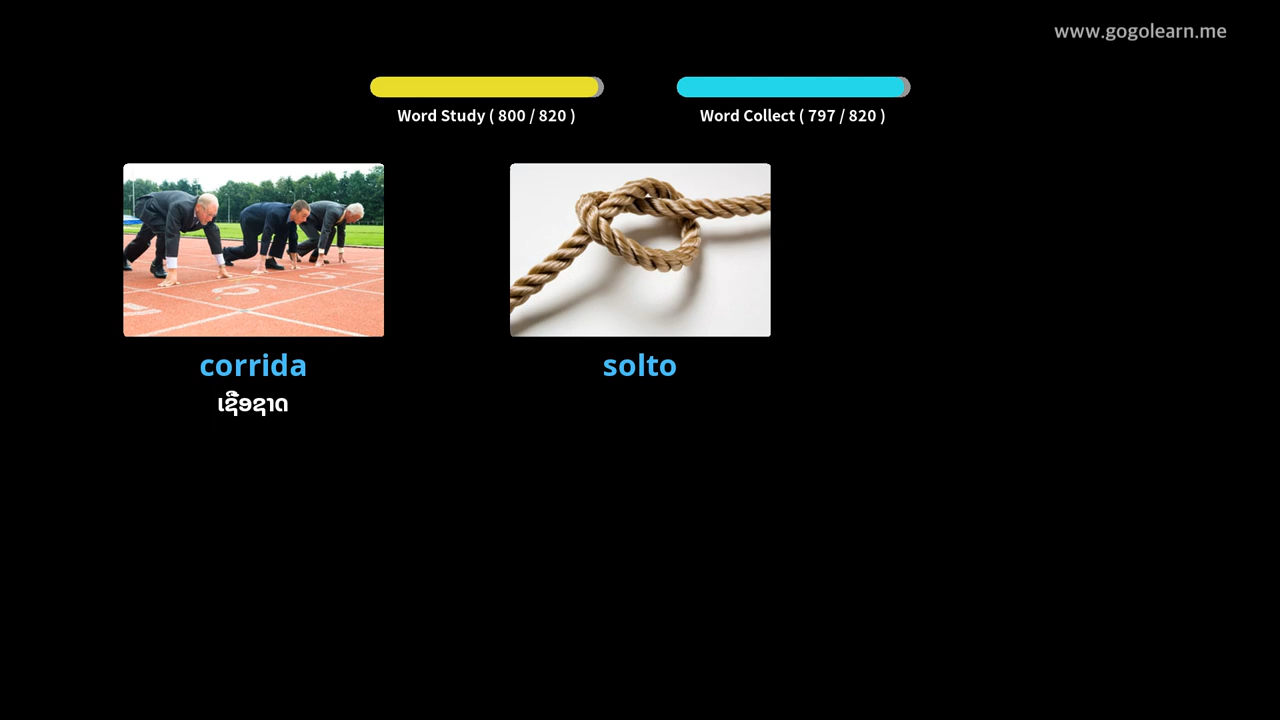 www.gogolearn.me
Word Study ( 800 / 820 )
Word Collect ( 797 / 820 )
corrida
ເຊື້ອຊາດ
solto